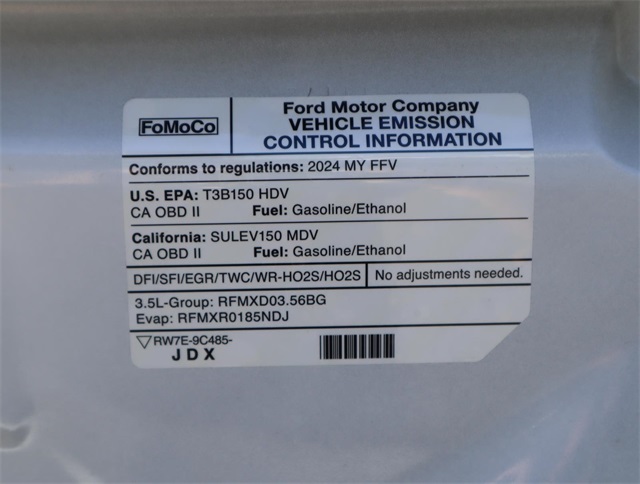 FoMoCo
Ford Motor Company
VEHICLE EMISSION
CONTROL INFORMATION
Conforms to regulations: 2024 MY FFV
U.S. EPA: T3B150 HDV
CA OBD II Fuel: Gasoline/Ethanol
California: SULEV150 MDV
CA OBD II Fuel: Gasoline/Ethanol
DFI/SFI/EGR/TWC/WR-HO2S/HO2S No adjustments needed.
3.5L-Group: RFMXD03.56BG
Evap: RFMXR0185NDJ
RW7E-9C485-
JDX